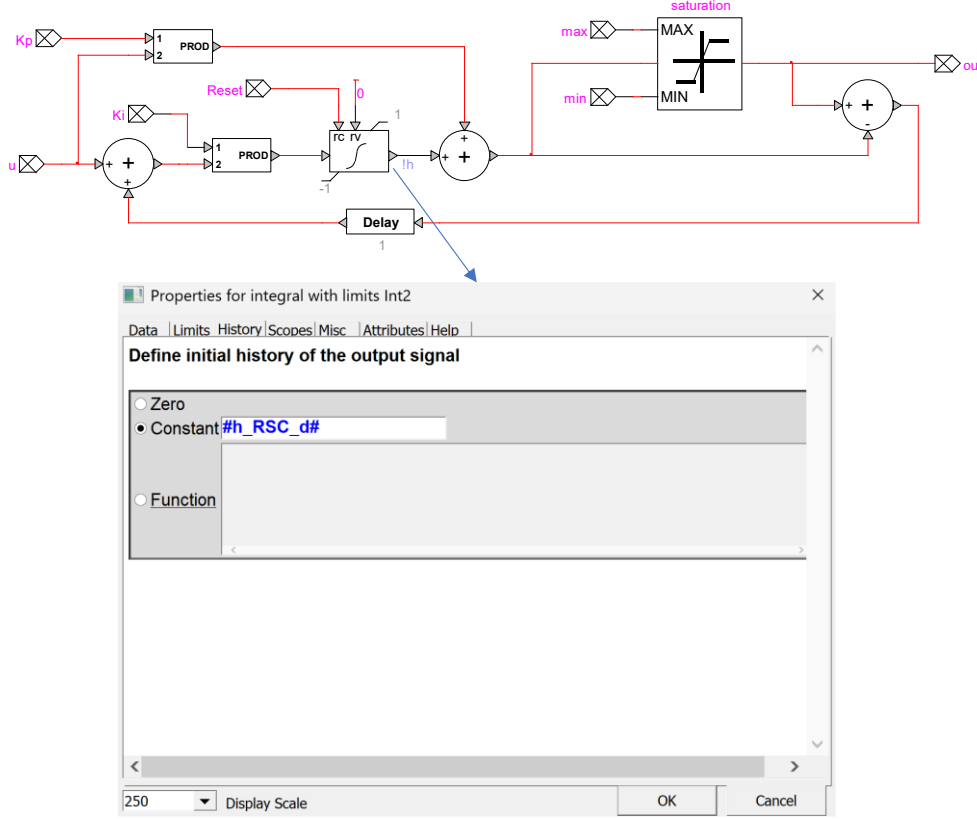 saturation
Kp
1
2
PROD
max
MAX
ou
Reset
0
min
MIN
+
-
Ki
1
rc rv
1
+
u
+
+
2
PROD
!h
+
+
-1
Delay
1
Properties for integral with limits Int2
Data Limits History Scopes Misc Attributes Help
Define initial history of the output signal
Zero
Constant #h_RSC_d#
Function
250 Display Scale OK Cancel